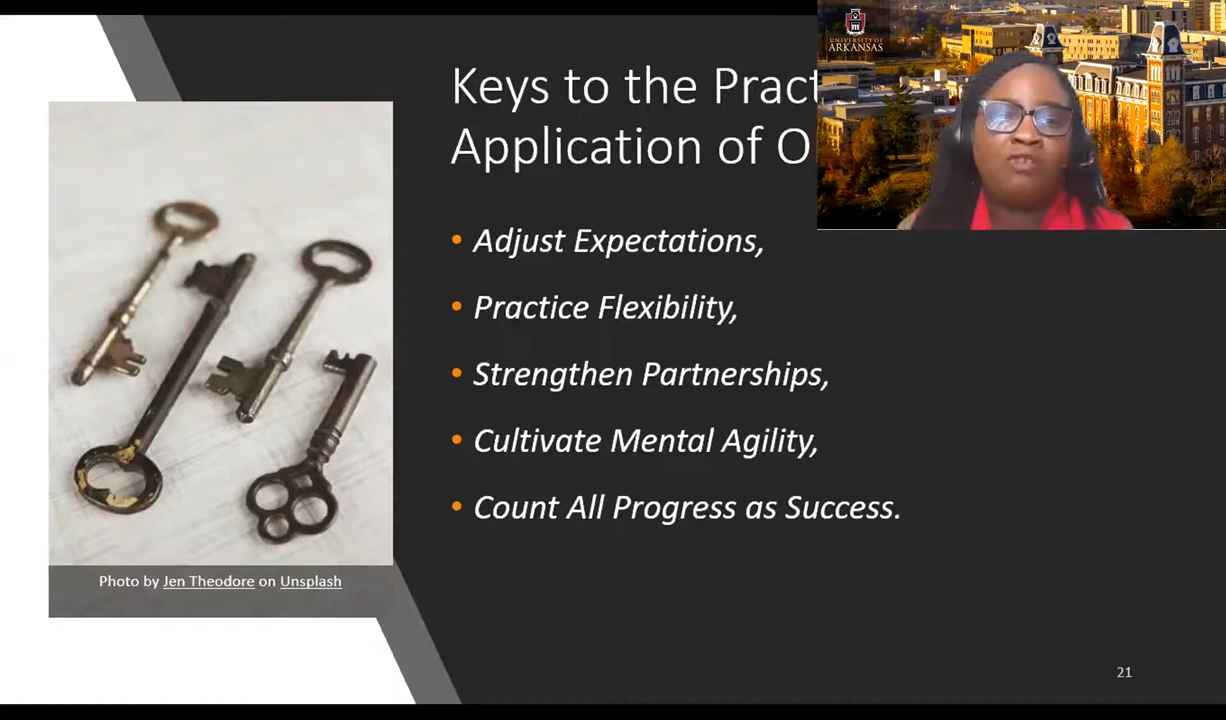 UNIVERSITY OF
ARKANSAS
Keys to the
Application of
• Adjust Expectations,
• Practice Flexibility,
• Strengthen Partnerships,
• Cultivate Mental Agility,
• Count All Progress as Success.
Photo by Jen Theodore on Unsplash
21